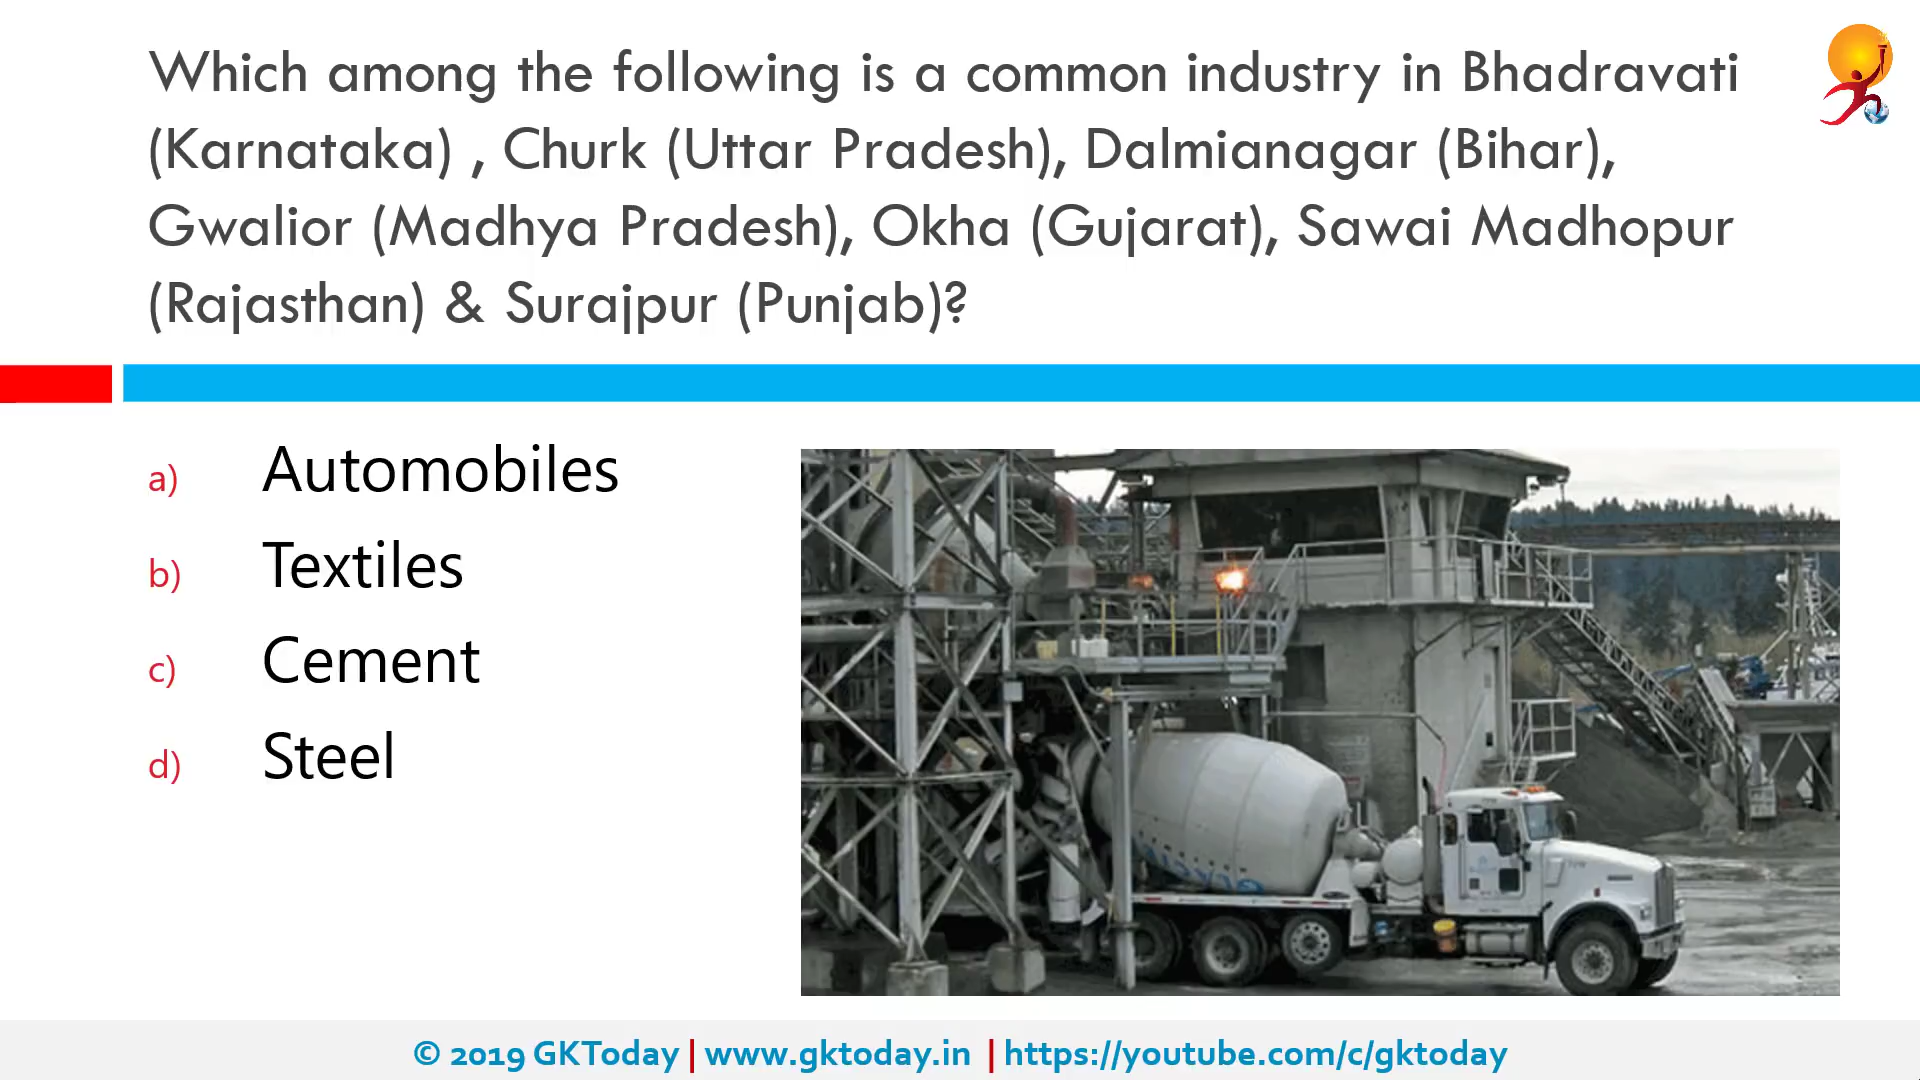 Which among the following is a common industry in Bhadravati
(Karnataka) , Churk (Uttar Pradesh), Dalmianagar (Bihar),
Gwalior (Madhya Pradesh), Okha (Gujarat), Sawai Madhopur
(Rajasthan) & Surajpur (Punjab)?
a) Automobiles
b) Textiles
c) Cement
d) Steel
© 2019 GKToday | www.gktoday.in | https://youtube.com/c/gktoday